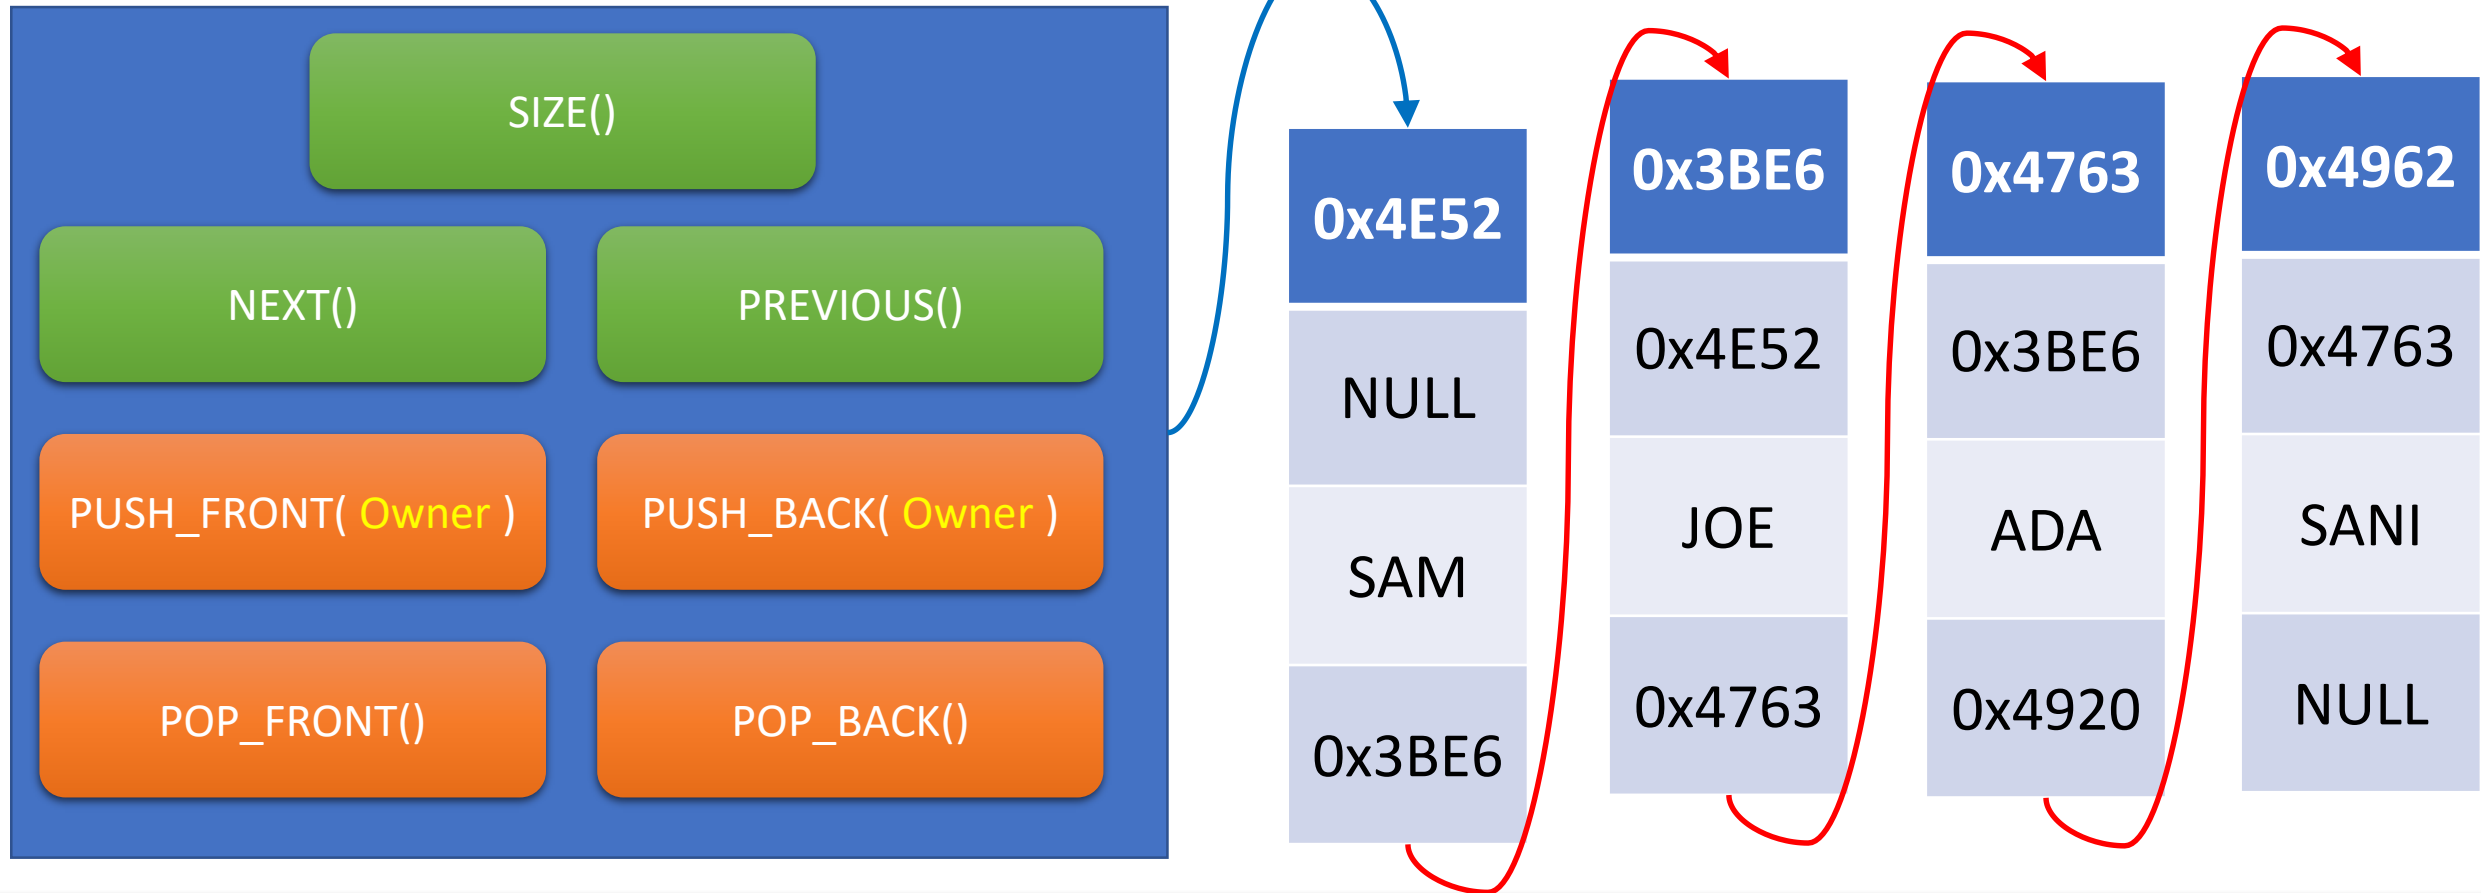 SIZE()
NEXT()
PREVIOUS()
PUSH_FRONT( Owner )
PUSH_BACK( Owner )
POP_FRONT()
POP_BACK()
0x4E52
NULL
SAM
0x3BE6
0x3BE6
0x4E52
JOE
0x4763
0x4763
0x3BE6
ADA
0x4920
0x4962
0x4763
SANI
NULL